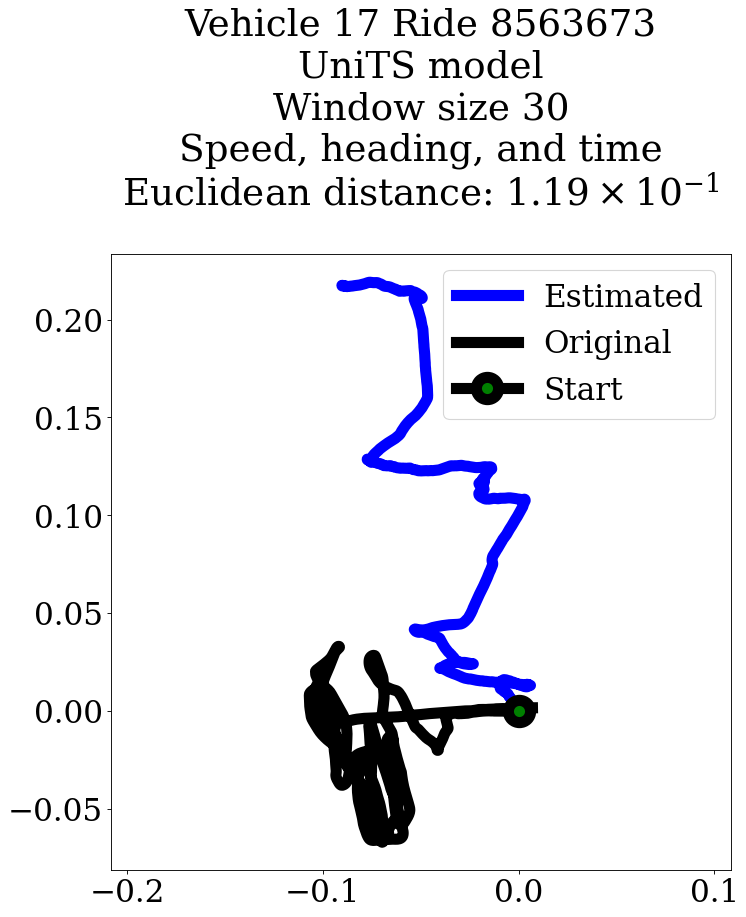 Vehicle 17 Ride 8563673
UniTS model
Window size 30
Speed, heading, and time
Euclidean distance: 1.19 × 10⁻¹
Estimated
Original
Start
0.20
0.15
0.10
0.05
0.00
−0.05
−0.2 −0.1 0.0 0.1